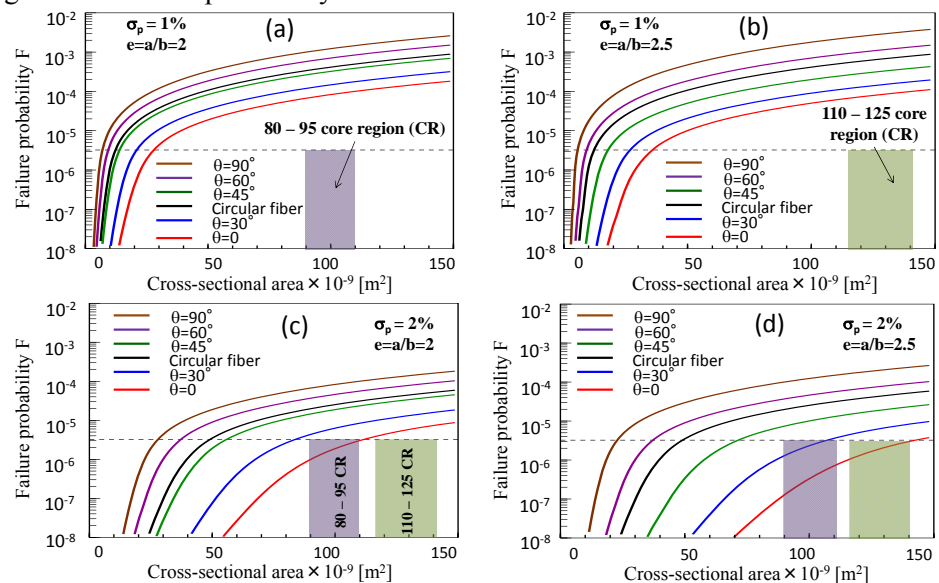 σp = 1%
e=a/b=2
(a)
Failure probability F
10-2
10-3
10-4
10-5
10-6
10-7
10-8
80 – 95 core region (CR)
θ=90°
θ=60°
θ=45°
Circular fiber
θ=30°
θ=0
0 50 100 150
Cross-sectional area × 10-9 [m2]
σp = 1%
e=a/b=2.5
(b)
Failure probability F
10-2
10-3
10-4
10-5
10-6
10-7
10-8
110 – 125 core
region (CR)
θ=90°
θ=60°
θ=45°
Circular fiber
θ=30°
θ=0
0 50 100 150
Cross-sectional area × 10-9 [m2]
θ=90°
θ=60°
θ=45°
Circular fiber
θ=30°
θ=0
(c)
σp = 2%
e=a/b=2
Failure probability F
10-2
10-3
10-4
10-5
10-6
10-7
10-8
80 – 95 CR
110 – 125 CR
0 50 100 150
Cross-sectional area × 10-9 [m2]
θ=90°
θ=60°
θ=45°
Circular fiber
θ=30°
θ=0
(d)
σp = 2%
e=a/b=2.5
Failure probability F
10-2
10-3
10-4
10-5
10-6
10-7
10-8
0 50 100 150
Cross-sectional area × 10-9 [m2]